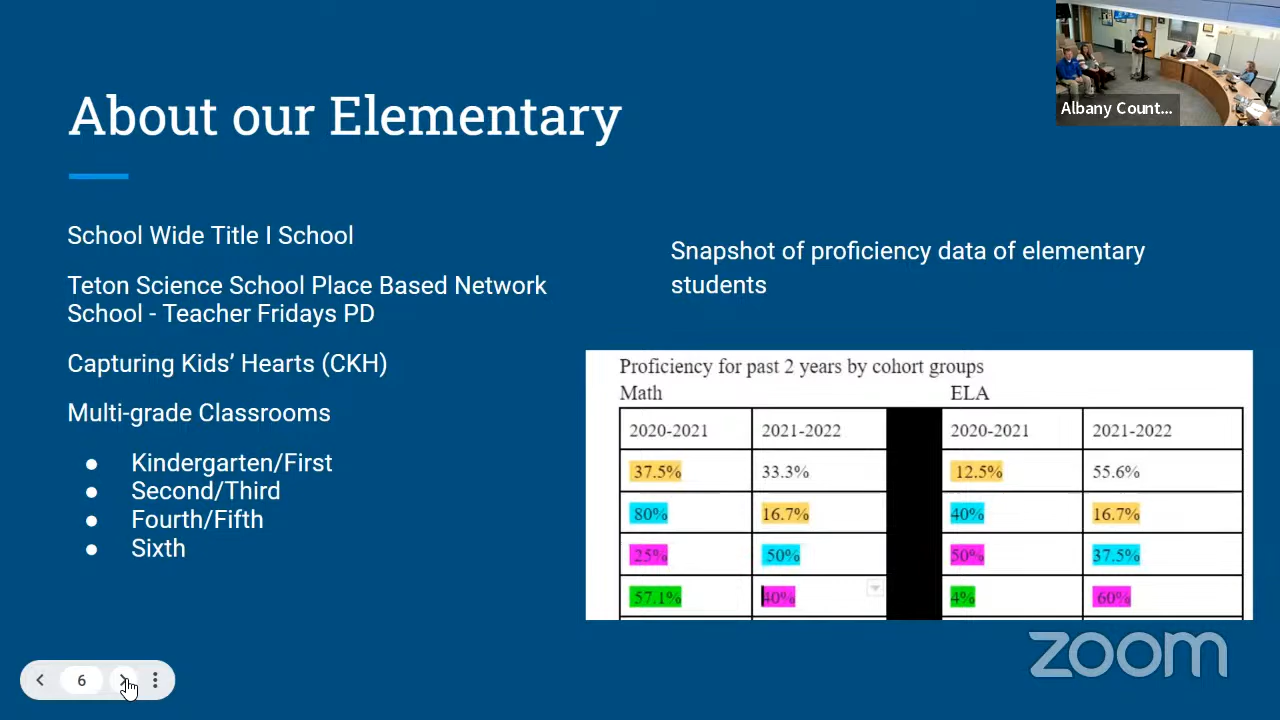 Albany Count...
About our Elementary
School Wide Title I School
Teton Science School Place Based Network
School - Teacher Fridays PD
Capturing Kids’ Hearts (CKH)
Multi-grade Classrooms
● Kindergarten/First
● Second/Third
● Fourth/Fifth
● Sixth
Snapshot of proficiency data of elementary
students
Proficiency for past 2 years by cohort groups
Math ELA
2020-2021 2021-2022 2020-2021 2021-2022
37.5% 33.3% 12.5% 55.6%
80% 16.7% 40% 16.7%
25% 50% 50% 37.5%
57.1% 40% 4% 60%
zoom
6